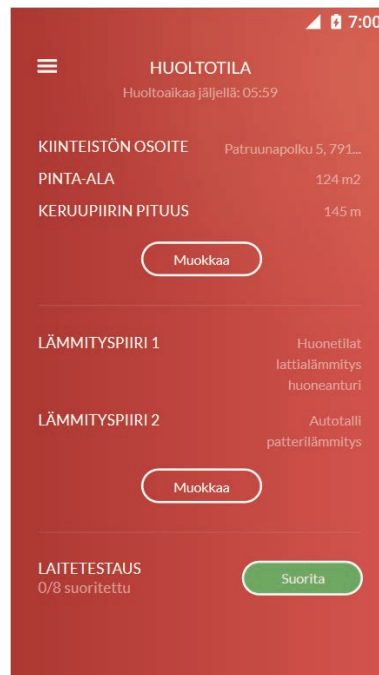 7:00
HUOLTOTILA
Huoltoaikaa jäljellä: 05:59
KIINTEISTÖN OSOITE Patruunapolku 5, 791...
PINTA-ALA 124 m2
KERUUPIIRIN PITUUS 145 m
Muokkaa
LÄMMITYSPIIRI 1 Huonetilat
lattialämmitys
huoneanturi
LÄMMITYSPIIRI 2 Autotalli
patterilämmitys
Muokkaa
LAITETESTAUS
0/8 suoritettu
Suorita